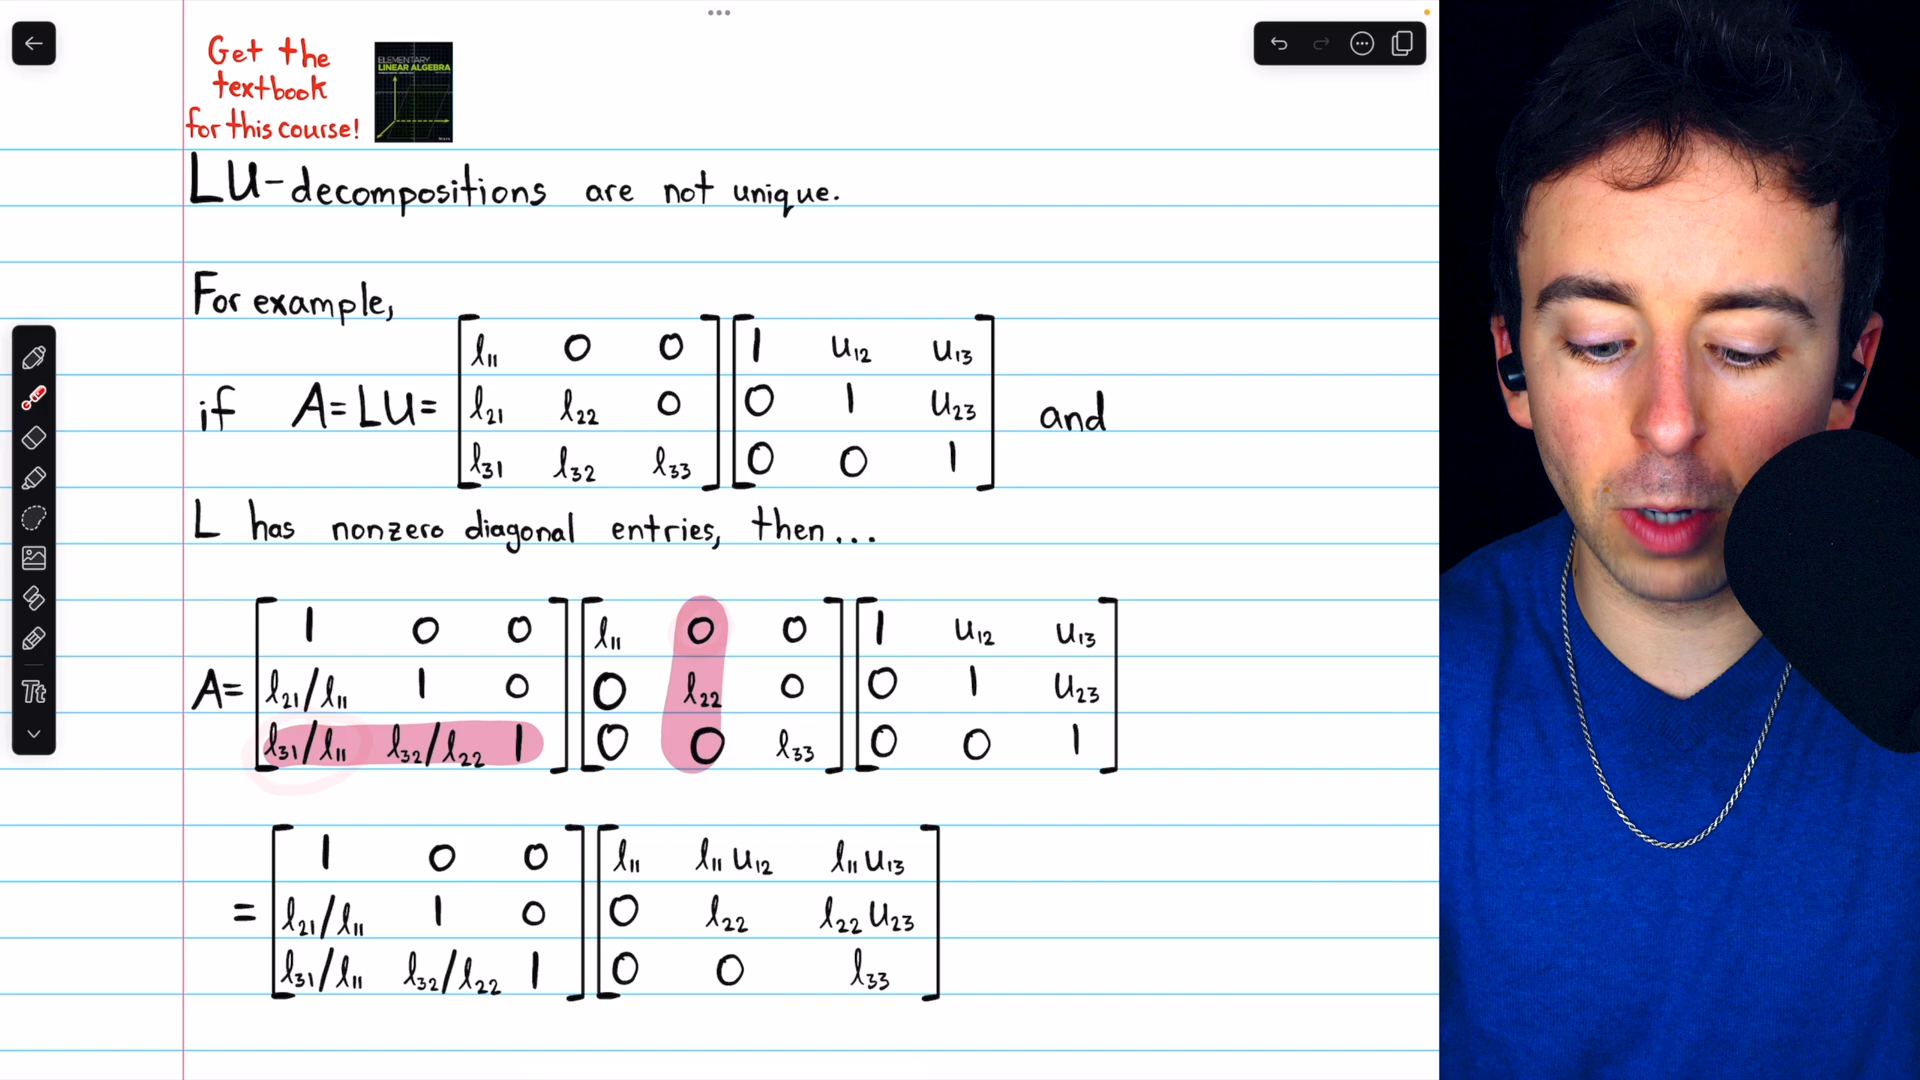 Get the
textbook
for this course!
ELEMENTARY
LINEAR ALGEBRA
LU-decompositions are not unique.
For example,
if A=LU= [l11 0 0; l21 l22 0; l31 l32 l33] [1 u12 u13; 0 1 u23; 0 0 1] and
L has nonzero diagonal entries, then...
A= [1 0 0; l21/l11 1 0; l31/l11 l32/l22 1] [l11 0 0; 0 l22 0; 0 0 l33] [1 u12 u13; 0 1 u23; 0 0 1]
= [1 0 0; l21/l11 1 0; l31/l11 l32/l22 1] [l11 l11u12 l11u13; 0 l22 l22u23; 0 0 l33]
Tt